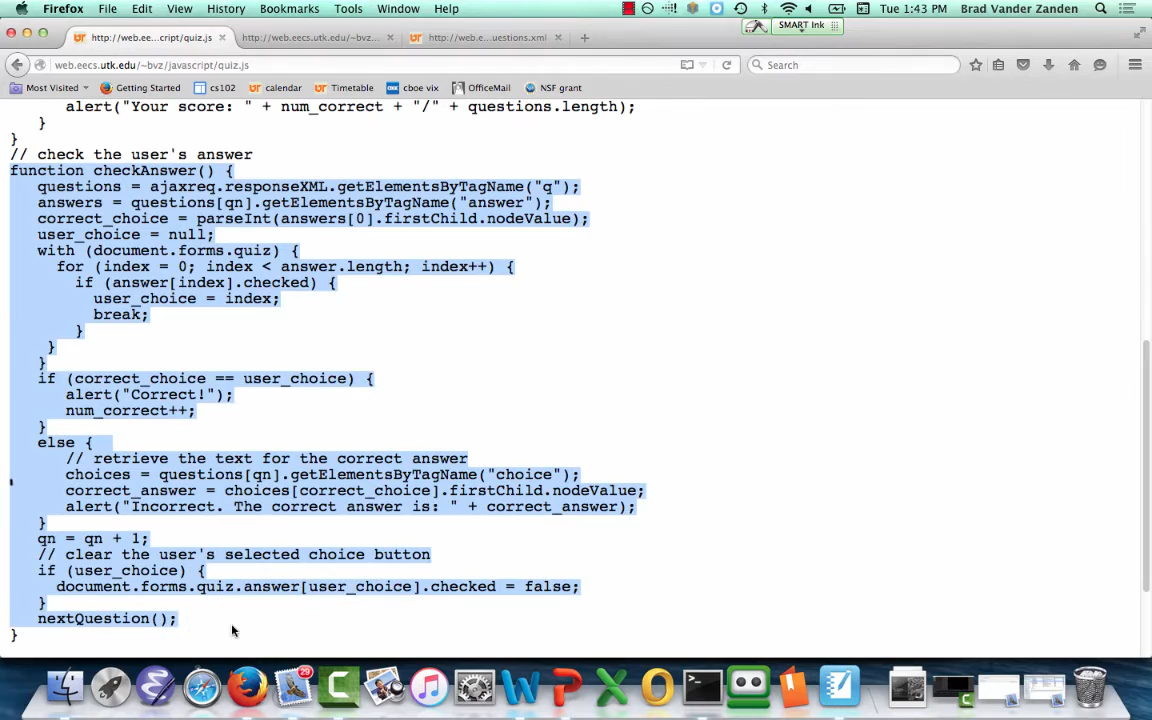 Firefox File Edit View History Bookmarks Tools Window Help Tue 1:43 PM Brad Vander Zanden
SMART Ink
http://web.ee...cript/quiz.js http://web.eecs.utk.edu/~bvz... http://web.e...uestions.xml
web.eecs.utk.edu/~bvz/javascript/quiz.js Search
Most Visited Getting Started cs102 calendar Timetable cboe vix OfficeMail NSF grant
alert("Your score: " + num_correct + "/" + questions.length);
}
}
// check the user's answer
function checkAnswer() {
questions = ajaxreq.responseXML.getElementsByTagName("q");
answers = questions[qn].getElementsByTagName("answer");
correct_choice = parseInt(answers[0].firstChild.nodeValue);
user_choice = null;
with (document.forms.quiz) {
for (index = 0; index < answer.length; index++) {
if (answer[index].checked) {
user_choice = index;
break;
}
}
}
if (correct_choice == user_choice) {
alert("Correct!");
num_correct++;
}
else {
// retrieve the text for the correct answer
choices = questions[qn].getElementsByTagName("choice");
correct_answer = choices[correct_choice].firstChild.nodeValue;
alert("Incorrect. The correct answer is: " + correct_answer);
}
qn = qn + 1;
// clear the user's selected choice button
if (user_choice) {
document.forms.quiz.answer[user_choice].checked = false;
}
nextQuestion();
}
29